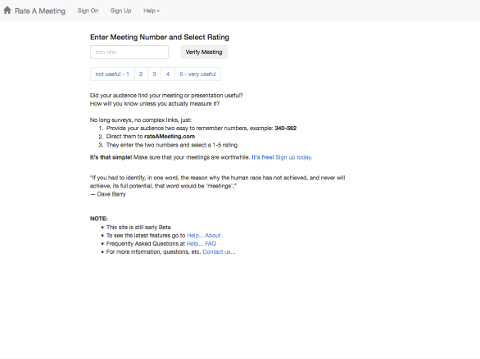 Rate A Meeting Sign On Sign Up Help
Enter Meeting Number and Select Rating
nnn-nnn Verify Meeting
not useful - 1 2 3 4 5 - very useful
Did your audience find your meeting or presentation useful?
How will you know unless you actually measure it?
No long surveys, no complex links, just:
1. Provide your audience two easy to remember numbers, example: 340-562
2. Direct them to rateAMeeting.com
3. They enter the two numbers and select a 1-5 rating
It's that simple! Make sure that your meetings are worthwhile. It's free! Sign up today.
"If you had to identify, in one word, the reason why the human race has not achieved, and never will
achieve, its full potential, that word would be 'meetings'."
— Dave Barry
NOTE:
• This site is still early Beta
• To see the latest features go to Help... About
• Frequently Asked Questions at Help... FAQ
• For more information, questions, etc. Contact us...